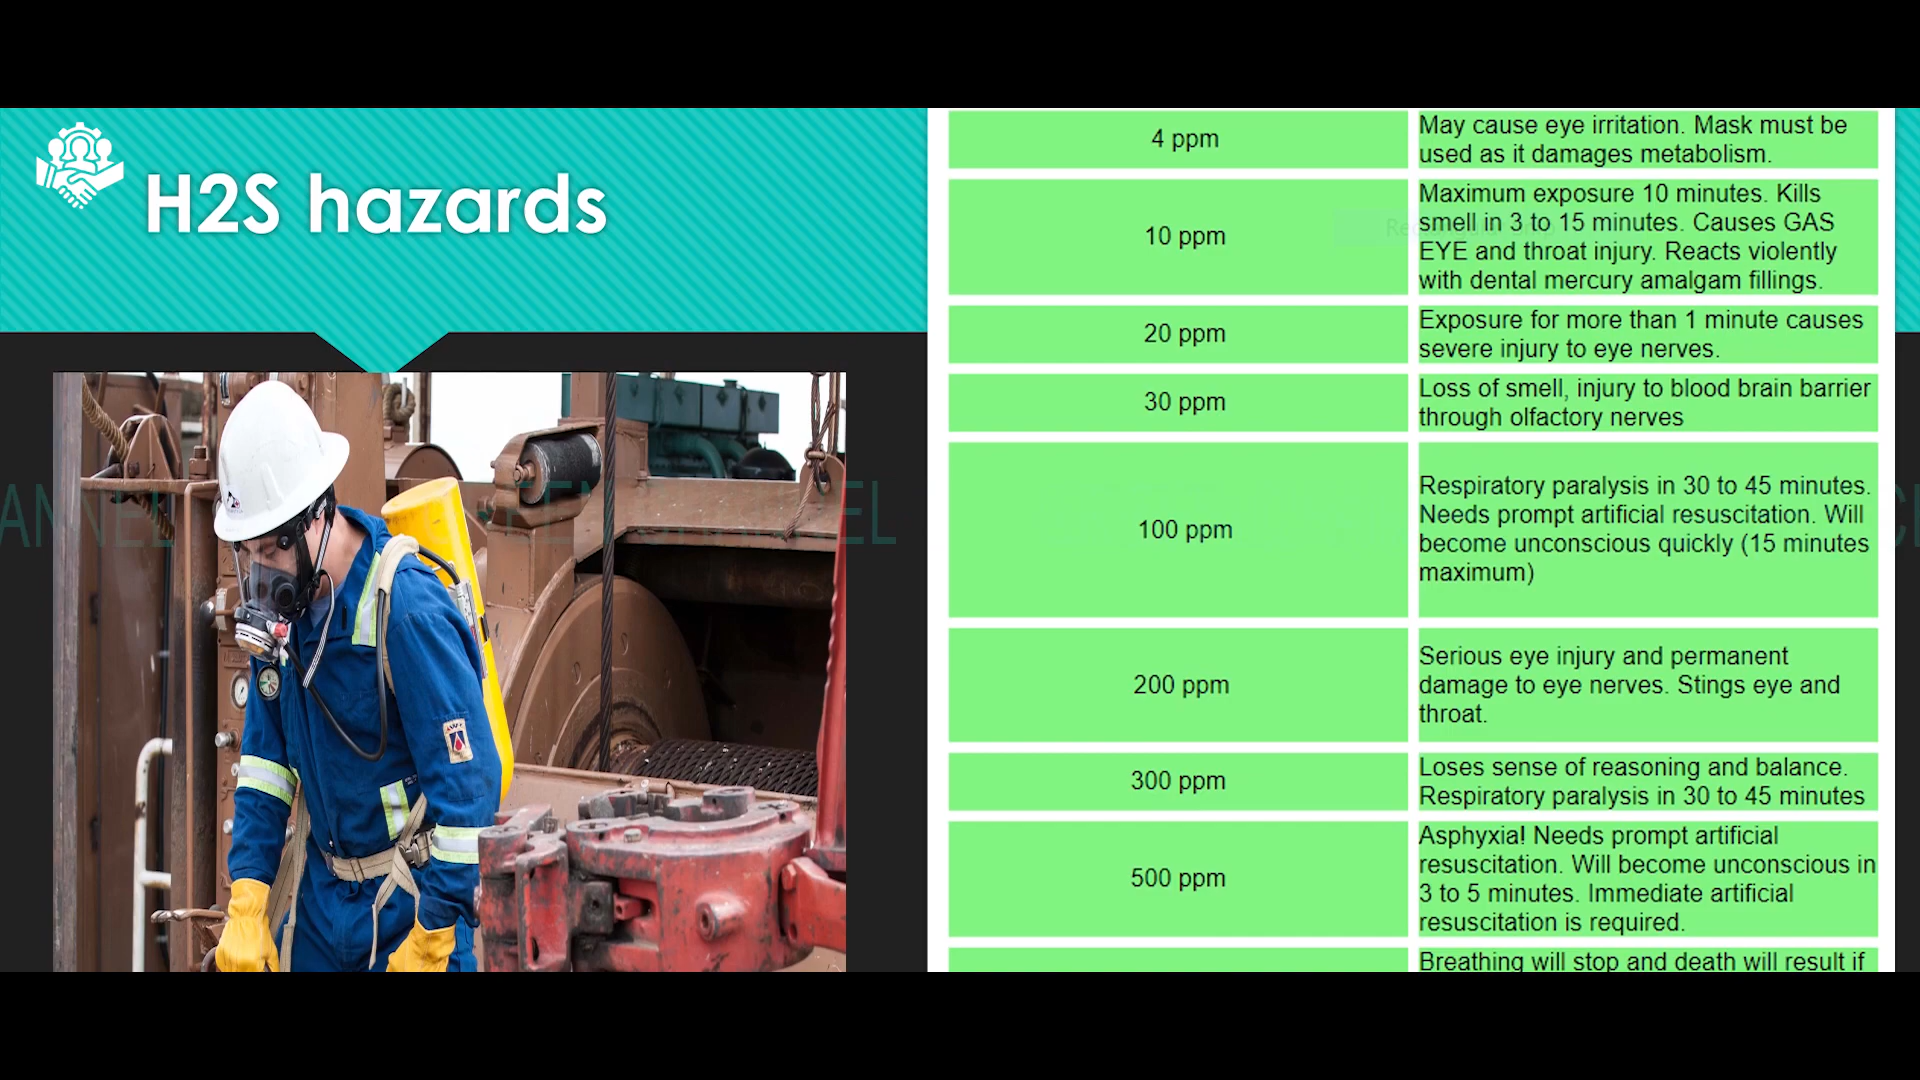 H2S hazards
4 ppm
May cause eye irritation. Mask must be
used as it damages metabolism.
10 ppm
Maximum exposure 10 minutes. Kills
smell in 3 to 15 minutes. Causes GAS
EYE and throat injury. Reacts violently
with dental mercury amalgam fillings.
20 ppm
Exposure for more than 1 minute causes
severe injury to eye nerves.
30 ppm
Loss of smell, injury to blood brain barrier
through olfactory nerves
100 ppm
Respiratory paralysis in 30 to 45 minutes.
Needs prompt artificial resuscitation. Will
become unconscious quickly (15 minutes
maximum)
200 ppm
Serious eye injury and permanent
damage to eye nerves. Stings eye and
throat.
300 ppm
Loses sense of reasoning and balance.
Respiratory paralysis in 30 to 45 minutes
500 ppm
Asphyxia! Needs prompt artificial
resuscitation. Will become unconscious in
3 to 5 minutes. Immediate artificial
resuscitation is required.
Breathing will stop and death will result if